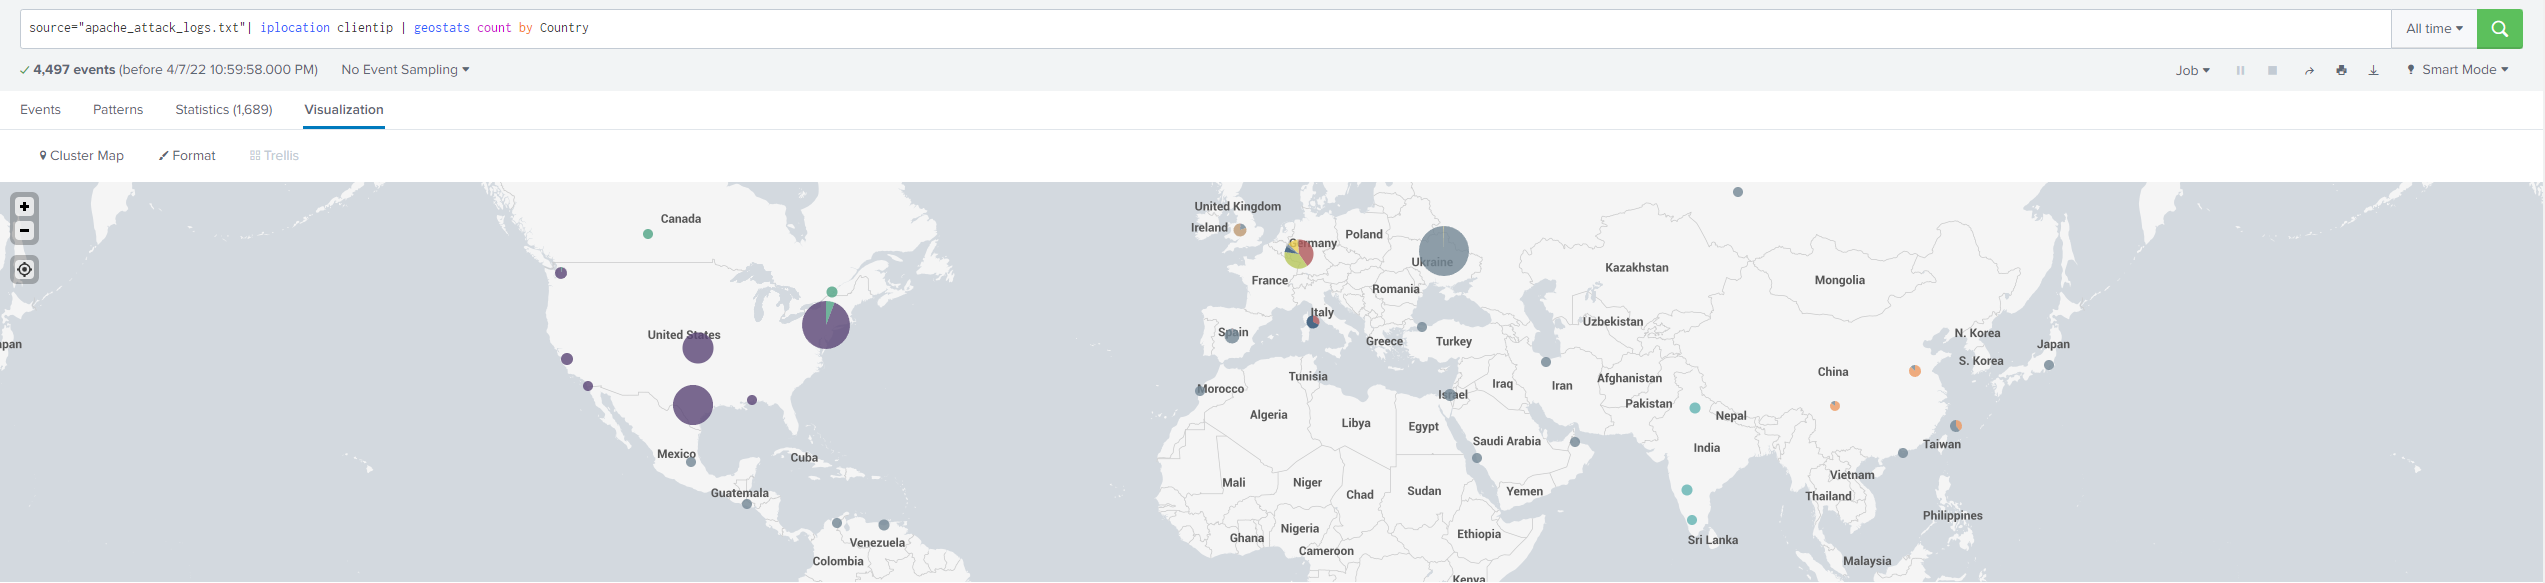 source="apache_attack_logs.txt"| iplocation clientip | geostats count by Country
All time
4,497 events (before 4/7/22 10:59:58.000 PM)
No Event Sampling
Job
Smart Mode
Events
Patterns
Statistics (1,689)
Visualization
Cluster Map
Format
Trellis
+
−
Canada
United Kingdom
Ireland
Germany
Poland
Ukraine
Kazakhstan
Mongolia
France
Romania
Italy
Uzbekistan
United States
Spain
Greece
Turkey
N. Korea
Japan
pan
S. Korea
Morocco
Tunisia
Iraq
Iran
Afghanistan
China
Israel
Pakistan
Nepal
Algeria
Libya
Egypt
Saudi Arabia
India
Taiwan
Mexico
Cuba
Guatemala
Mali
Niger
Chad
Sudan
Yemen
Vietnam
Thailand
Philippines
Venezuela
Colombia
Ghana
Nigeria
Cameroon
Ethiopia
Sri Lanka
Malaysia
Kenya